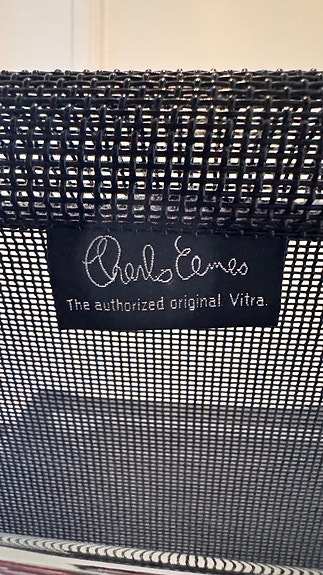 Charles Eames
The authorized original Vitra.